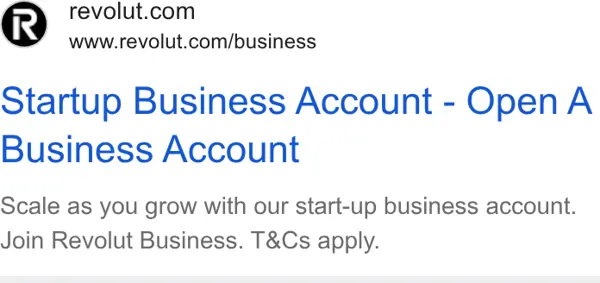 revolut.com
www.revolut.com/business
Startup Business Account - Open A
Business Account
Scale as you grow with our start-up business account.
Join Revolut Business. T&Cs apply.